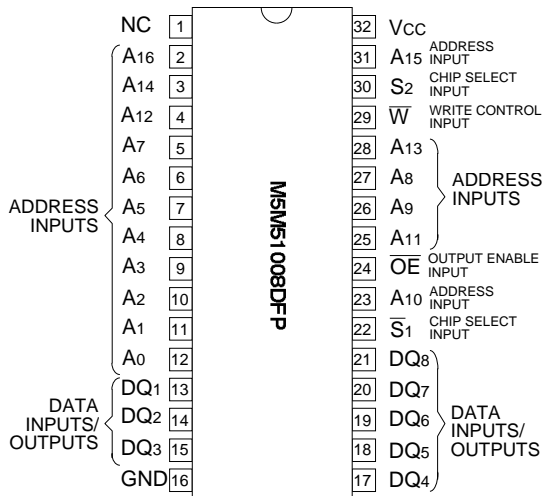 NC 1
A16 2
A14 3
A12 4
A7 5
A6 6
A5 7
A4 8
A3 9
A2 10
A1 11
A0 12
DQ1 13
DQ2 14
DQ3 15
GND 16
ADDRESS
INPUTS
DATA
INPUTS/
OUTPUTS
M5M51008DFP
32 VCC
31 A15 ADDRESS
INPUT
30 S2 CHIP SELECT
INPUT
29 W̅ WRITE CONTROL
INPUT
28 A13
27 A8
26 A9
25 A11
ADDRESS
INPUTS
24 O̅E̅ OUTPUT ENABLE
INPUT
23 A10 ADDRESS
INPUT
22 S̅1 CHIP SELECT
INPUT
21 DQ8
20 DQ7
19 DQ6
18 DQ5
17 DQ4
DATA
INPUTS/
OUTPUTS